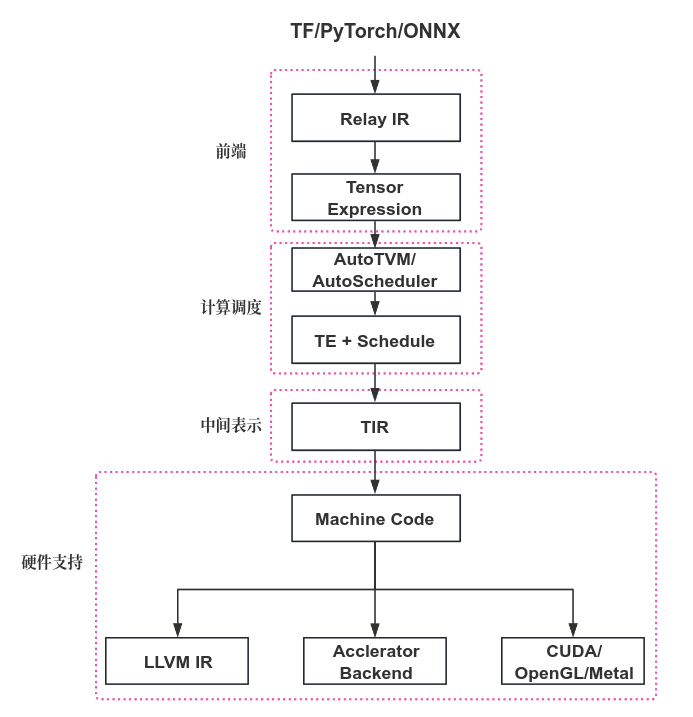 TF/PyTorch/ONNX
Relay IR
前端
Tensor
Expression
AutoTVM/
AutoScheduler
计算调度
TE + Schedule
中间表示
TIR
Machine Code
硬件支持
LLVM IR
Acclerator
Backend
CUDA/
OpenGL/Metal